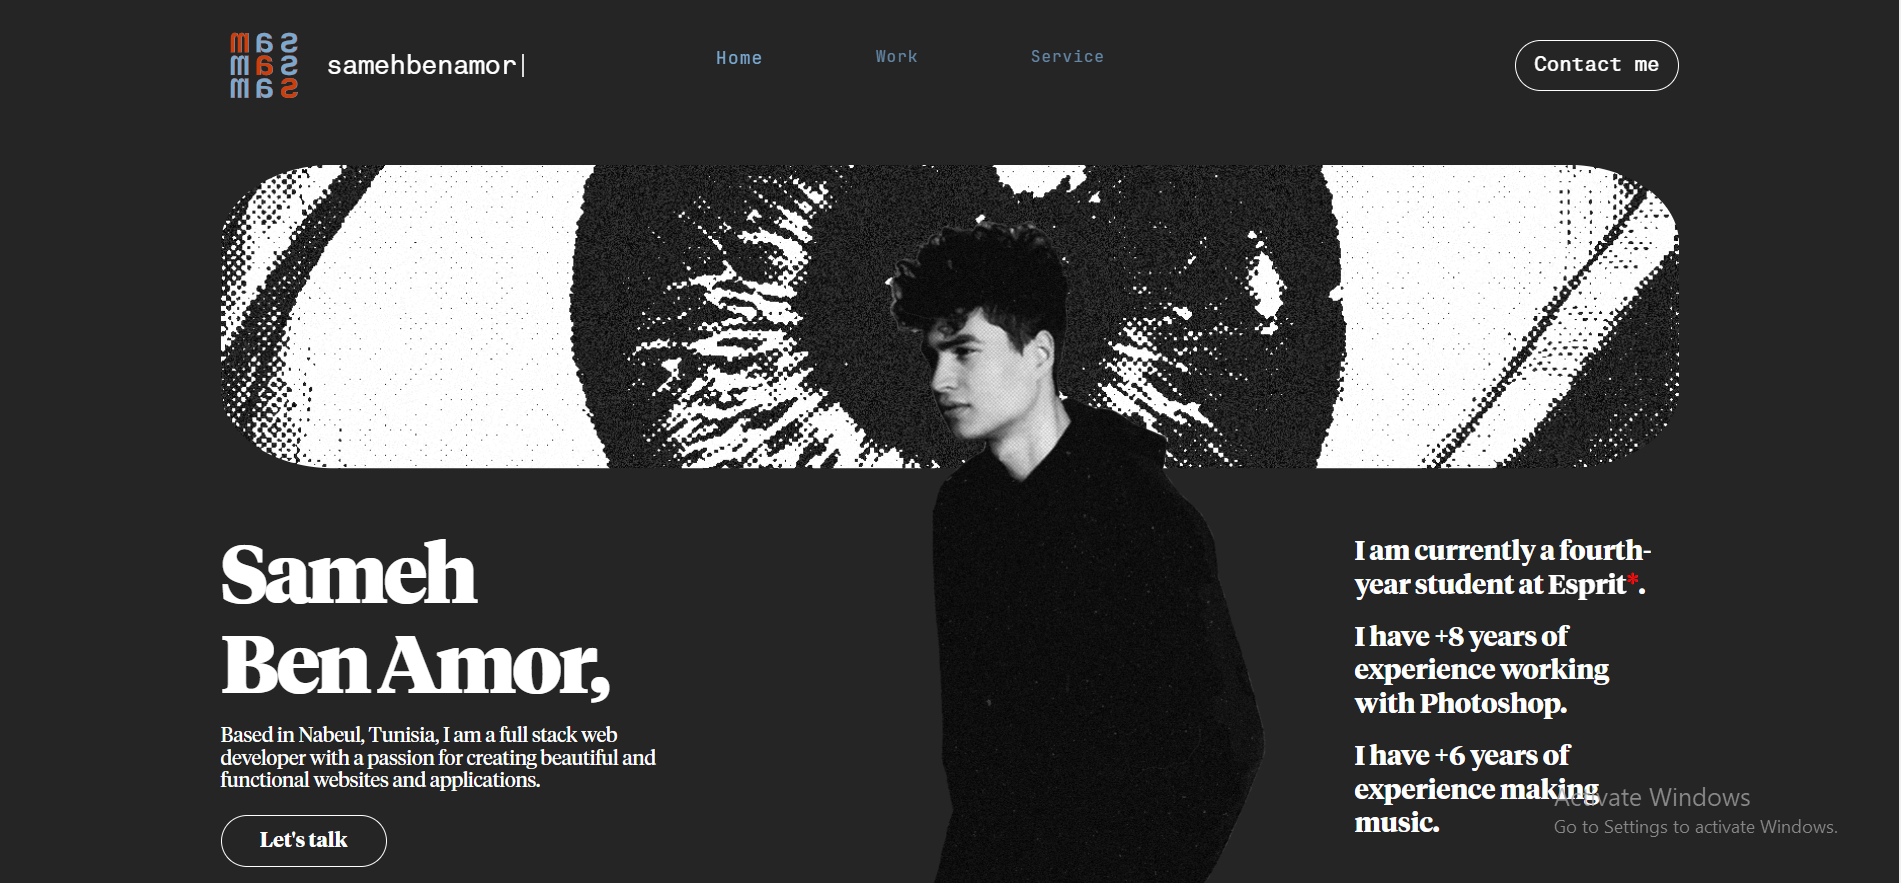 samehbenamor|
Home
Work
Service
Contact me
Sameh
Ben Amor,
Based in Nabeul, Tunisia, I am a full stack web
developer with a passion for creating beautiful and
functional websites and applications.
Let's talk
I am currently a fourth-
year student at Esprit*.
I have +8 years of
experience working
with Photoshop.
I have +6 years of
experience making
music.
Activate Windows
Go to Settings to activate Windows.